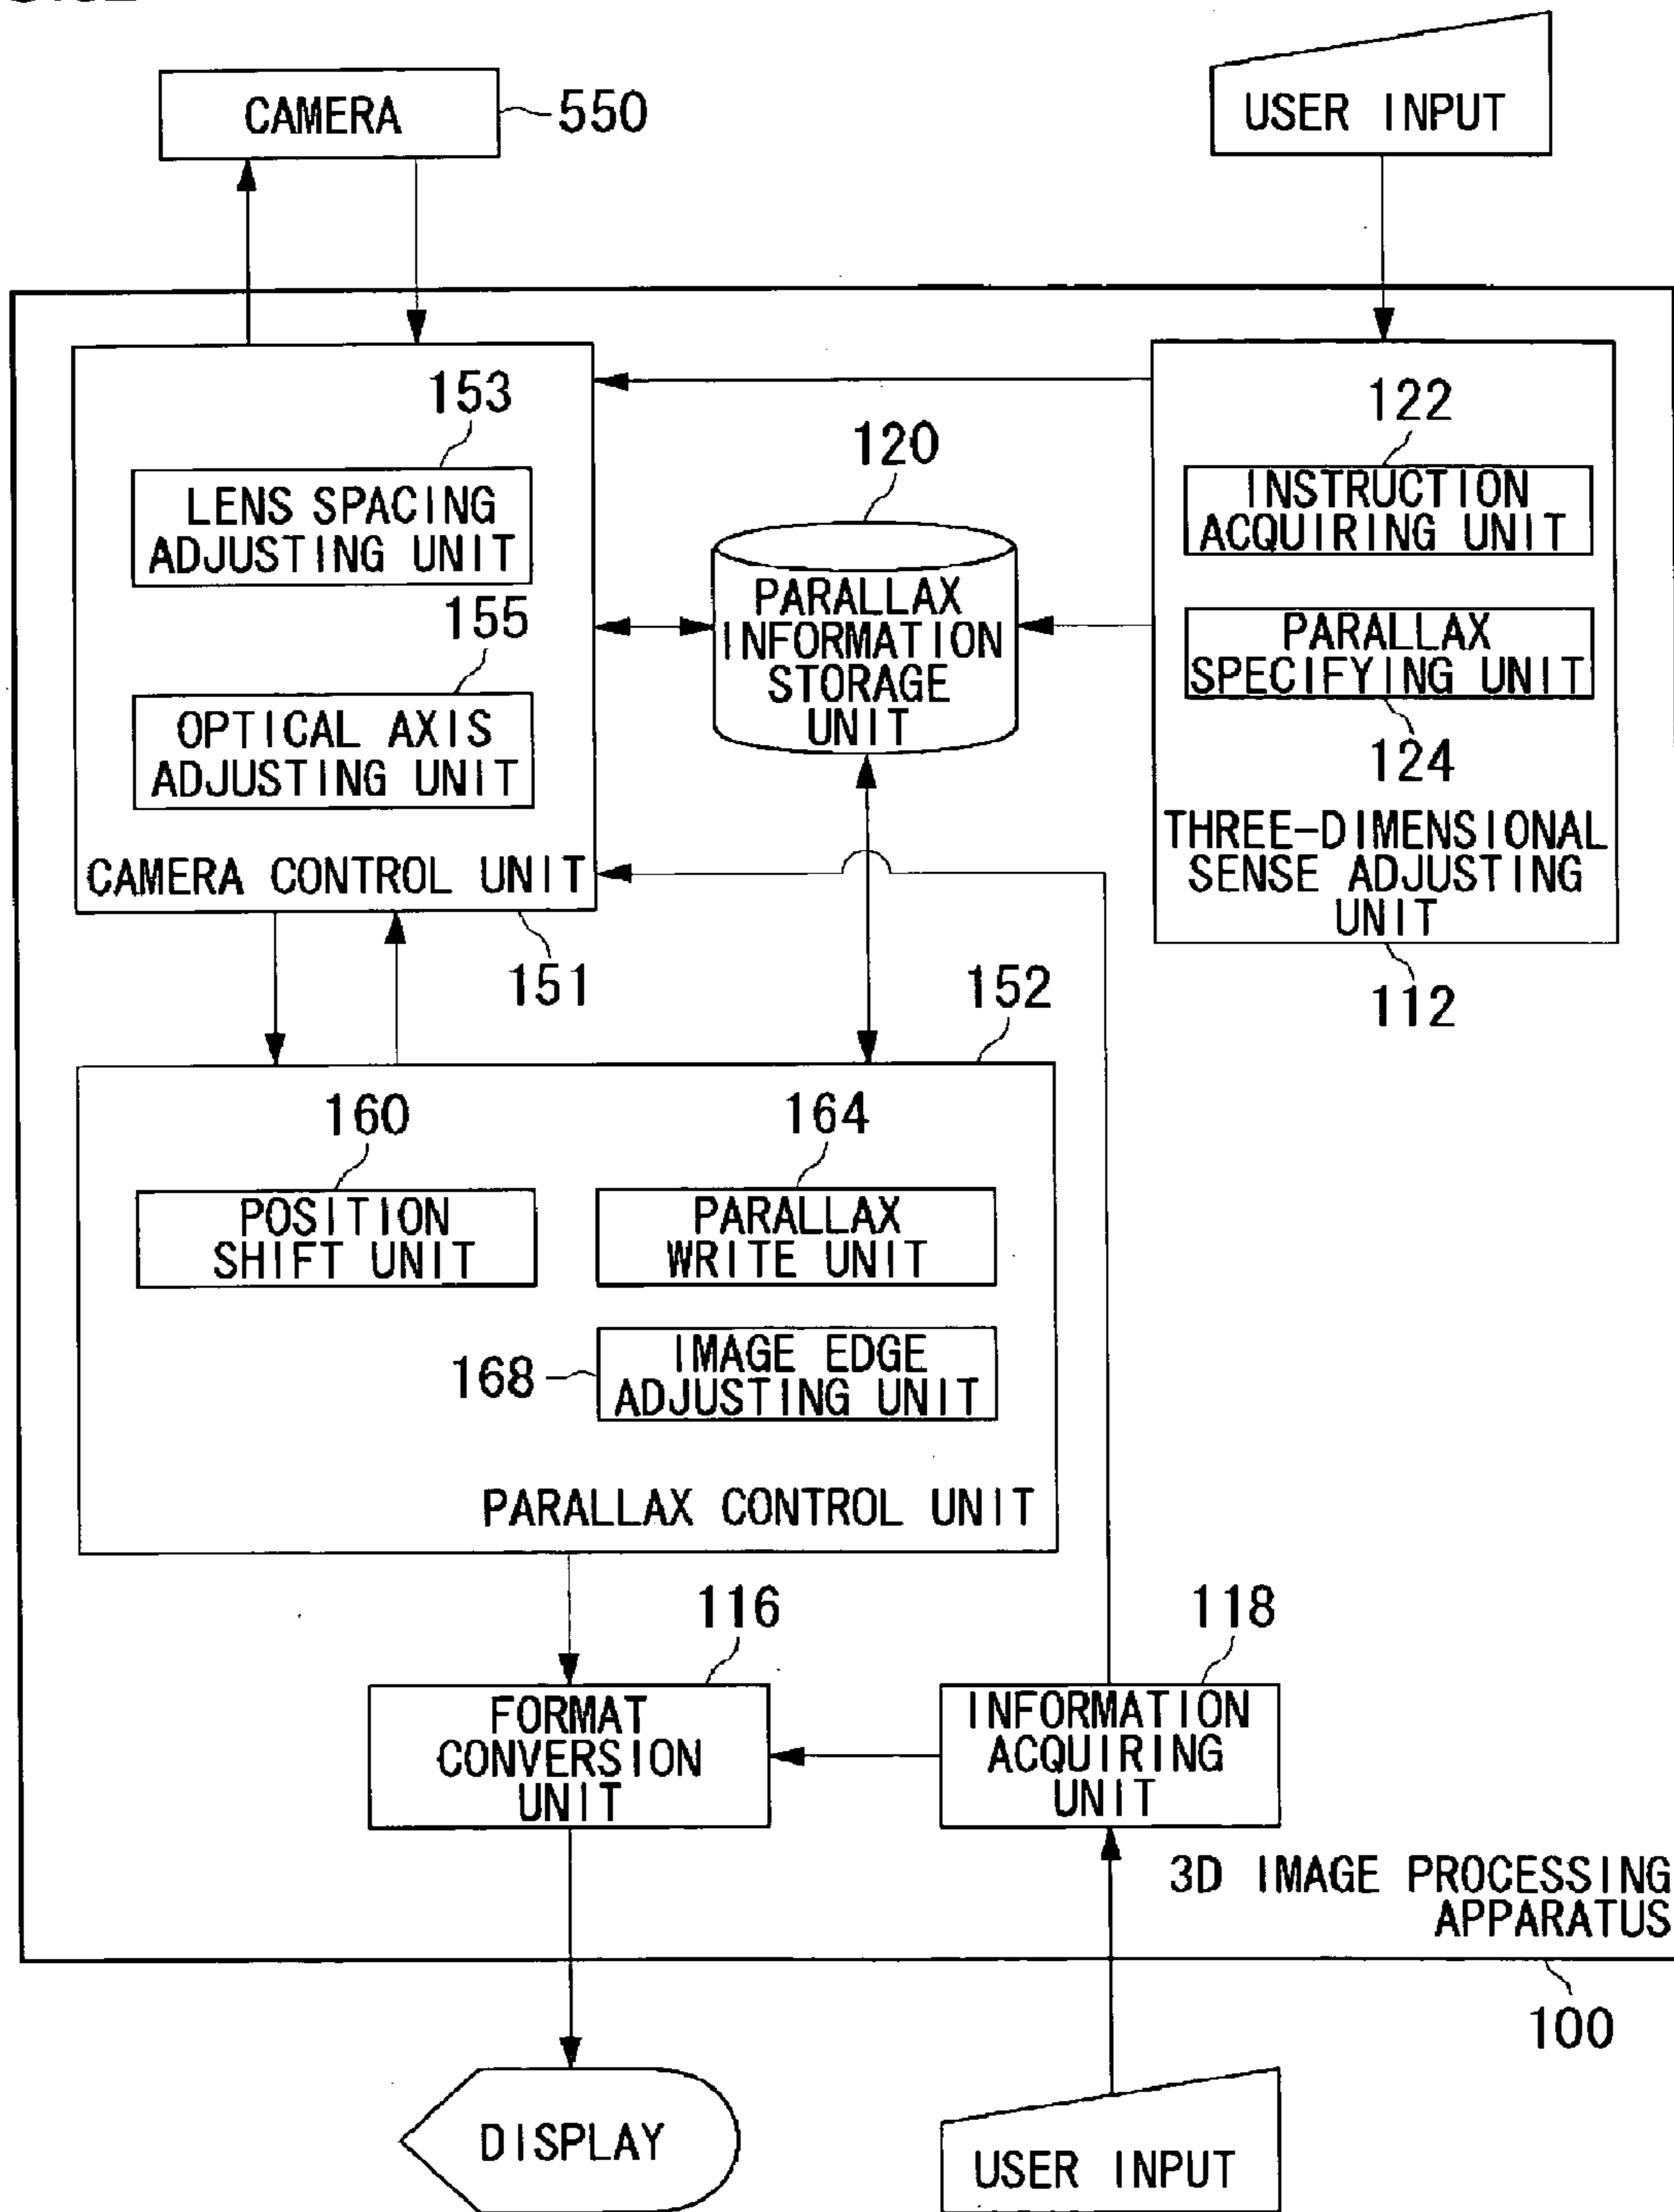 CAMERA
550
USER INPUT
153
LENS SPACING
ADJUSTING UNIT
155
OPTICAL AXIS
ADJUSTING UNIT
CAMERA CONTROL UNIT
151
120
PARALLAX
INFORMATION
STORAGE
UNIT
122
INSTRUCTION
ACQUIRING UNIT
PARALLAX
SPECIFYING UNIT
124
THREE-DIMENSIONAL
SENSE ADJUSTING
UNIT
112
152
160
POSITION
SHIFT UNIT
164
PARALLAX
WRITE UNIT
168
IMAGE EDGE
ADJUSTING UNIT
PARALLAX CONTROL UNIT
116
FORMAT
CONVERSION
UNIT
118
INFORMATION
ACQUIRING
UNIT
3D IMAGE PROCESSING
APPARATUS
100
DISPLAY
USER INPUT